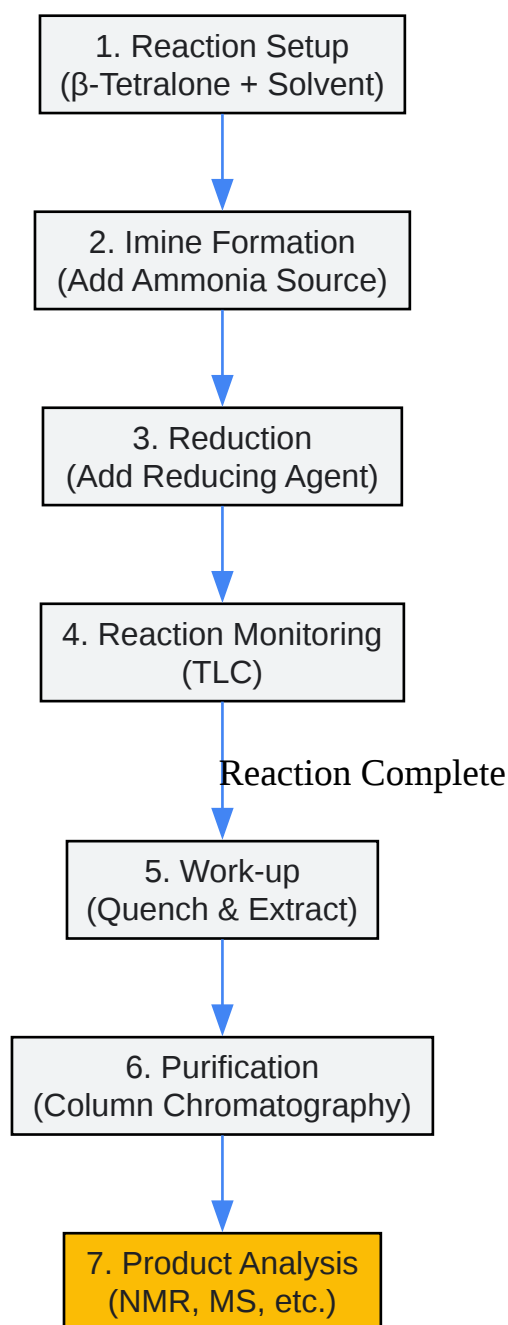 1. Reaction Setup
(β-Tetralone + Solvent)
2. Imine Formation
(Add Ammonia Source)
3. Reduction
(Add Reducing Agent)
4. Reaction Monitoring
(TLC)
Reaction Complete
5. Work-up
(Quench & Extract)
6. Purification
(Column Chromatography)
7. Product Analysis
(NMR, MS, etc.)